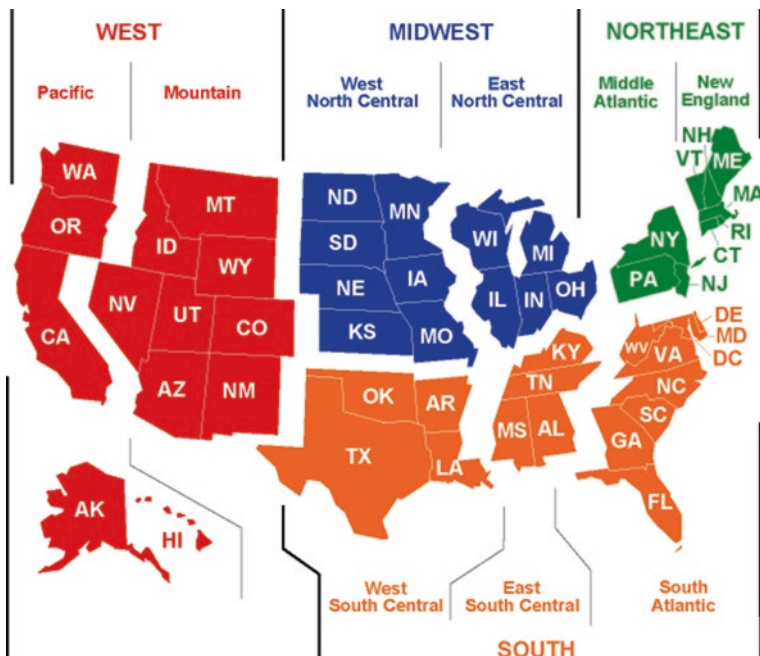 WEST
MIDWEST
NORTHEAST
Pacific
Mountain
West
North Central
East
North Central
Middle
Atlantic
New
England
WA
OR
CA
NV
ID
MT
WY
UT
CO
AZ
NM
AK
HI
ND
SD
NE
KS
MN
IA
MO
WI
MI
IL
IN
OH
NH
VT
ME
MA
RI
CT
NY
PA
NJ
DE
MD
DC
WV
VA
NC
SC
GA
FL
KY
TN
MS
AL
OK
AR
TX
LA
West
South Central
East
South Central
South
Atlantic
SOUTH